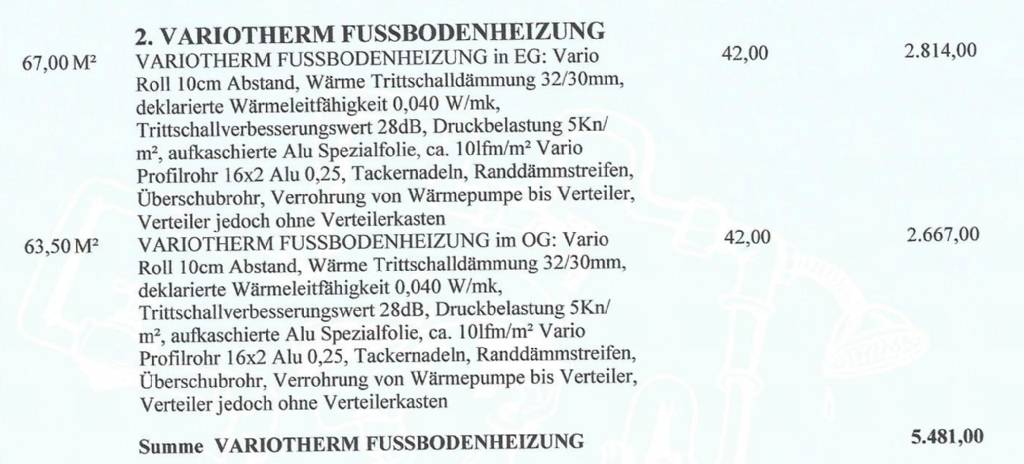 2. VARIOTHERM FUSSBODENHEIZUNG
67,00 M² VARIOTHERM FUSSBODENHEIZUNG in EG: Vario 42,00 2.814,00
Roll 10cm Abstand, Wärme Trittschalldämmung 32/30mm,
deklarierte Wärmeleitfähigkeit 0,040 W/mk,
Trittschallverbesserungswert 28dB, Druckbelastung 5Kn/
m², aufkaschierte Alu Spezialfolie, ca. 10lfm/m² Vario
Profilrohr 16x2 Alu 0,25, Tackernadeln, Randdämmstreifen,
Überschubrohr, Verrohrung von Wärmepumpe bis Verteiler,
Verteiler jedoch ohne Verteilerkasten
63,50 M² VARIOTHERM FUSSBODENHEIZUNG im OG: Vario 42,00 2.667,00
Roll 10cm Abstand, Wärme Trittschalldämmung 32/30mm,
deklarierte Wärmeleitfähigkeit 0,040 W/mk,
Trittschallverbesserungswert 28dB, Druckbelastung 5Kn/
m², aufkaschierte Alu Spezialfolie, ca. 10lfm/m² Vario
Profilrohr 16x2 Alu 0,25, Tackernadeln, Randdämmstreifen,
Überschubrohr, Verrohrung von Wärmepumpe bis Verteiler,
Verteiler jedoch ohne Verteilerkasten
Summe VARIOTHERM FUSSBODENHEIZUNG 5.481,00